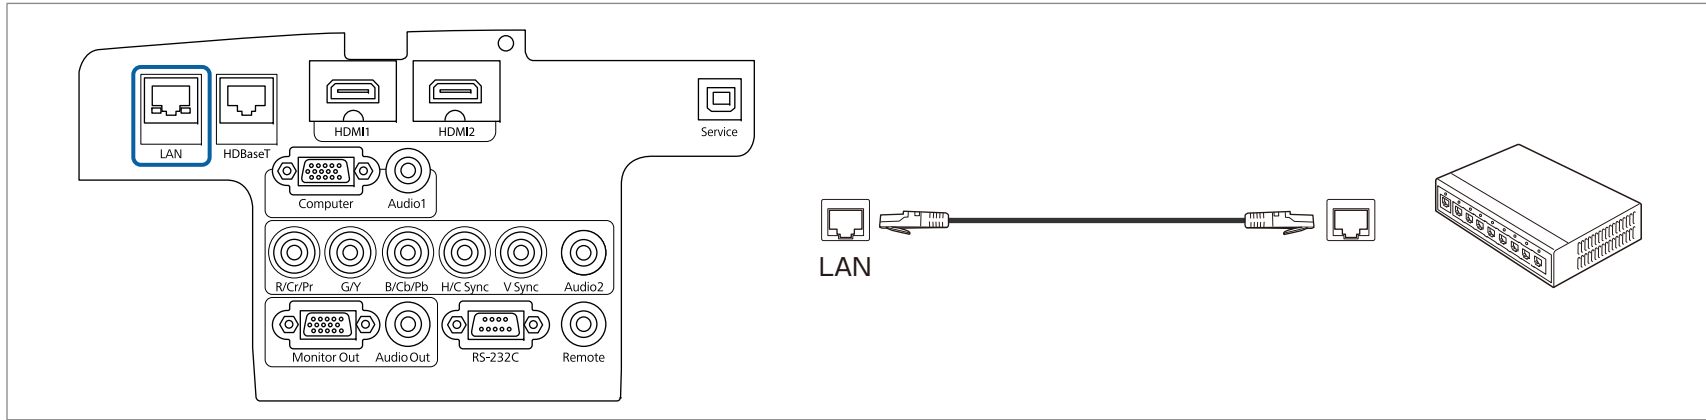 HDMI1 HDMI2
Service
LAN HDBaseT
Computer Audio1
LAN
R/Cr/Pr G/Y B/Cb/Pb H/C Sync V Sync Audio2
Monitor Out Audio Out RS-232C Remote